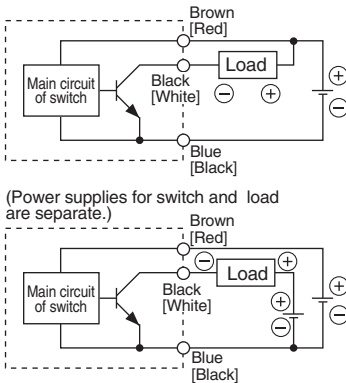 Brown
[Red]
Main circuit
of switch
Black
[White]
Load
⊖ ⊕
⊕
⊖
Blue
[Black]
(Power supplies for switch and load
are separate.)
Brown
[Red]
⊖ Load ⊕
Main circuit
of switch
Black
[White]
⊕
⊖
⊕
⊖
Blue
[Black]